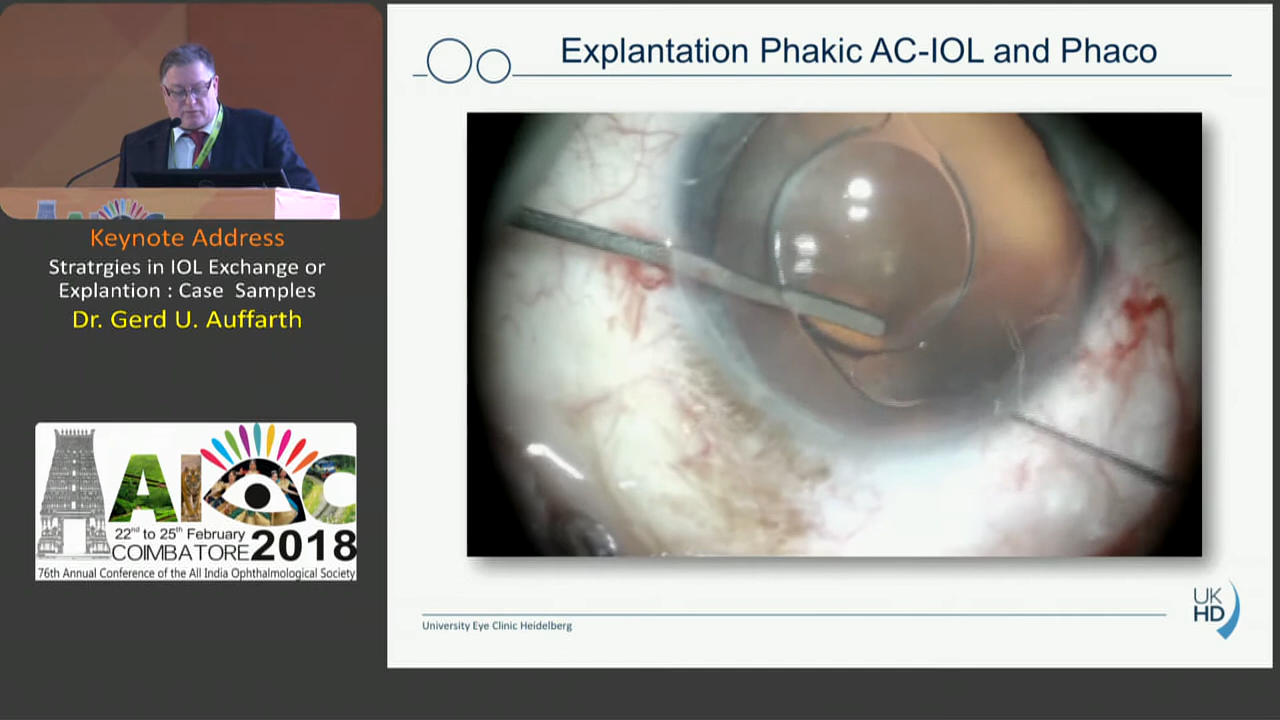 Keynote Address
Stratrgies in IOL Exchange or
Explantion : Case Samples
Dr. Gerd U. Auffarth
AIOC
22nd to 25th February
COIMBATORE 2018
76th Annual Conference of the All India Ophthalmological Society
Explantation Phakic AC-IOL and Phaco
University Eye Clinic Heidelberg
UK
HD